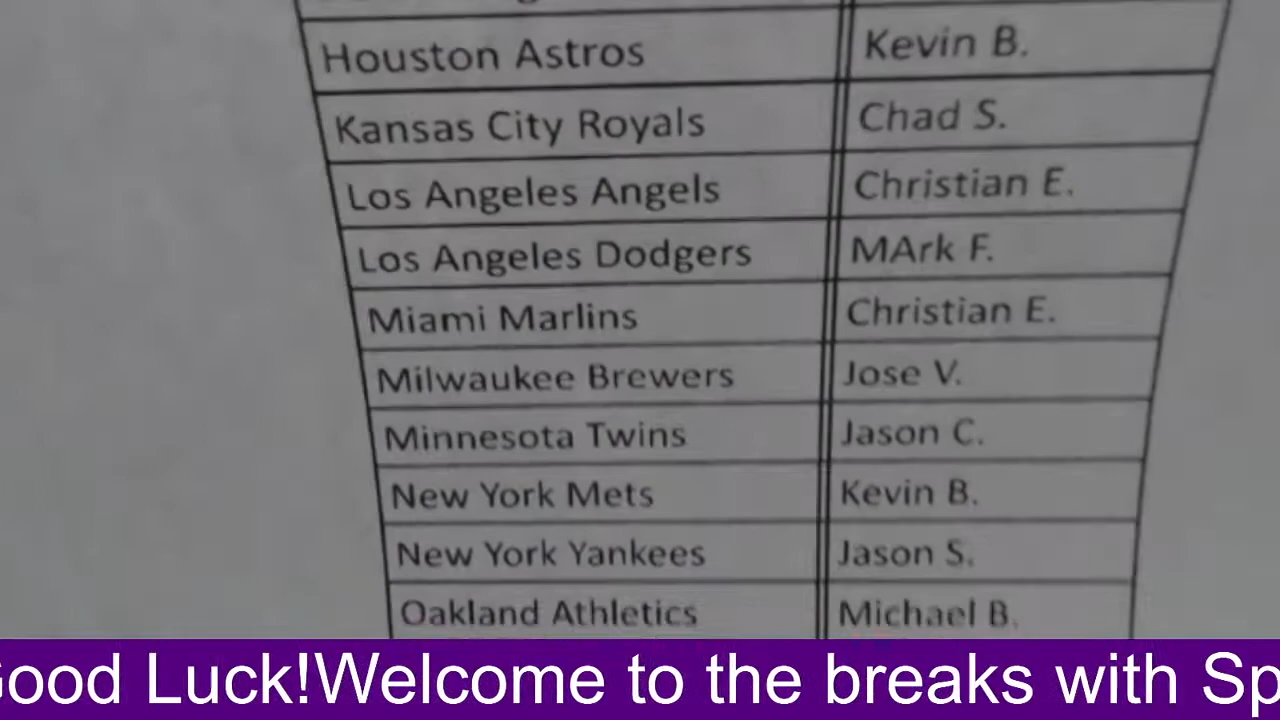 Houston Astros Kevin B.
Kansas City Royals Chad S.
Los Angeles Angels Christian E.
Los Angeles Dodgers MArk F.
Miami Marlins Christian E.
Milwaukee Brewers Jose V.
Minnesota Twins Jason C.
New York Mets Kevin B.
New York Yankees Jason S.
Oakland Athletics Michael B.
Good Luck!Welcome to the breaks with Sp